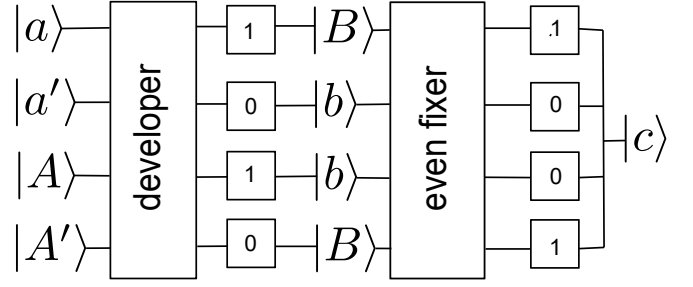 |a⟩ 1 |B⟩ .1
|a′⟩ 0 |b⟩ 0
developer even fixer
|c⟩
|A⟩ 1 |b⟩ 0
|A′⟩ 0 |B⟩ 1